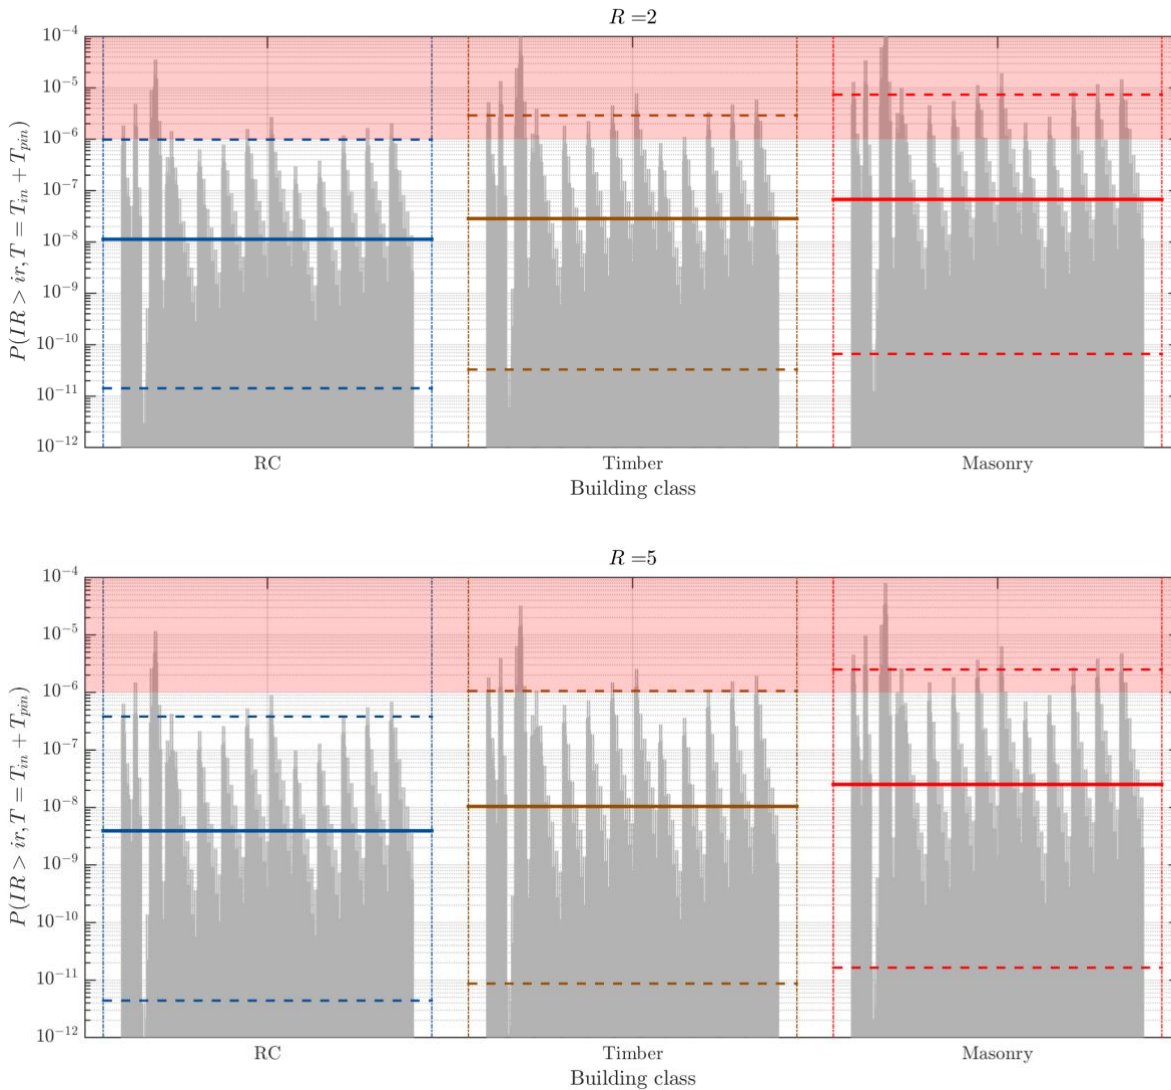 R =2
P(IR > ir, T = T_in + T_pin)
10⁻⁴
10⁻⁵
10⁻⁶
10⁻⁷
10⁻⁸
10⁻⁹
10⁻¹⁰
10⁻¹¹
10⁻¹²
RC Timber Masonry
Building class
R =5
P(IR > ir, T = T_in + T_pin)
10⁻⁴
10⁻⁵
10⁻⁶
10⁻⁷
10⁻⁸
10⁻⁹
10⁻¹⁰
10⁻¹¹
10⁻¹²
RC Timber Masonry
Building class